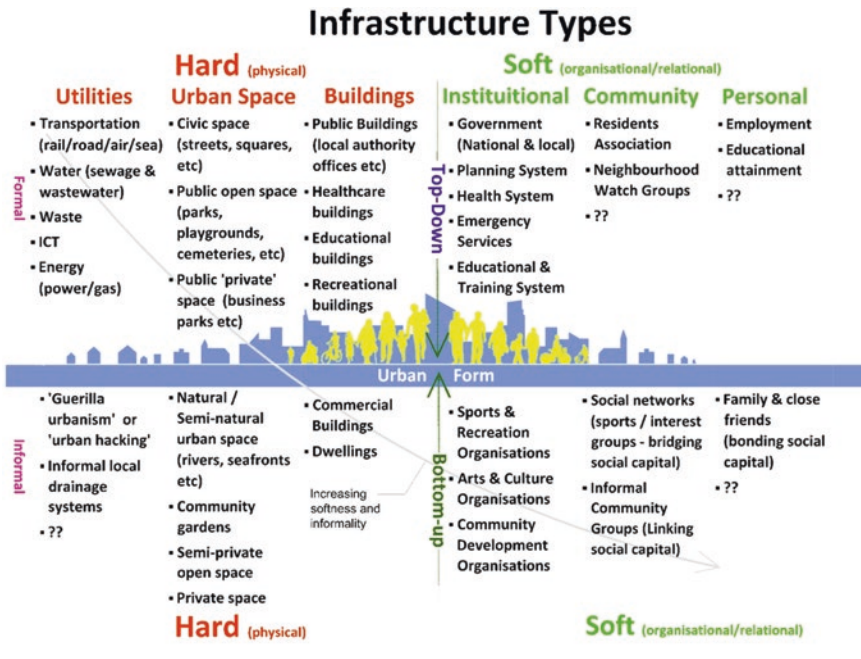 Infrastructure Types
Hard (physical)
Soft (organisational/relational)
Utilities
Urban Space
Buildings
Instituitional
Community
Personal
Formal
▪ Transportation
(rail/road/air/sea)
▪ Water (sewage &
wastewater)
▪ Waste
▪ ICT
▪ Energy
(power/gas)
▪ Civic space
(streets, squares,
etc)
▪ Public open space
(parks,
playgrounds,
cemeteries, etc)
▪ Public 'private'
space (business
parks etc)
▪ Public Buildings
(local authority
offices etc)
▪ Healthcare
buildings
▪ Educational
buildings
▪ Recreational
buildings
Top-Down
▪ Government
(National & local)
▪ Planning System
▪ Health System
▪ Emergency
Services
▪ Educational &
Training System
▪ Residents
Association
▪ Neighbourhood
Watch Groups
▪ ??
▪ Employment
▪ Educational
attainment
▪ ??
Urban Form
Informal
▪ 'Guerilla
urbanism' or
'urban hacking'
▪ Informal local
drainage
systems
▪ ??
▪ Natural /
Semi-natural
urban space
(rivers, seafronts
etc)
▪ Community
gardens
▪ Semi-private
open space
▪ Private space
▪ Commercial
Buildings
▪ Dwellings
Increasing
softness and
informality
Bottom-up
▪ Sports &
Recreation
Organisations
▪ Arts & Culture
Organisations
▪ Community
Development
Organisations
▪ Social networks
(sports / interest
groups - bridging
social capital)
▪ Informal
Community
Groups (Linking
social capital)
▪ Family & close
friends
(bonding social
capital)
▪ ??
Hard (physical)
Soft (organisational/relational)